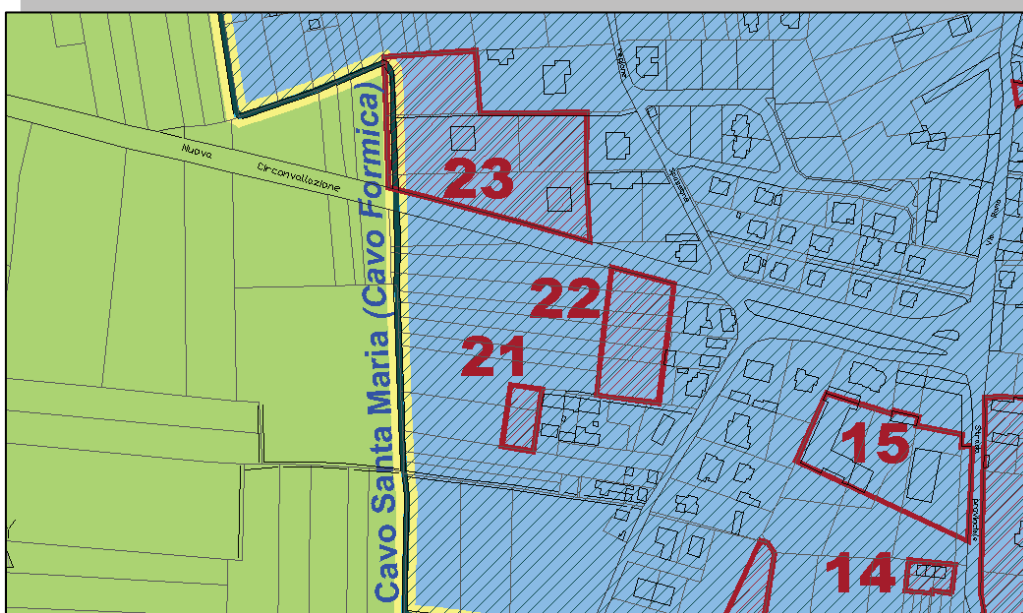 Nuova Circonvallazione
Cavo Santa Maria (Cavo Formica)
23
22
21
15
14
Via Roma
Strada provinciale